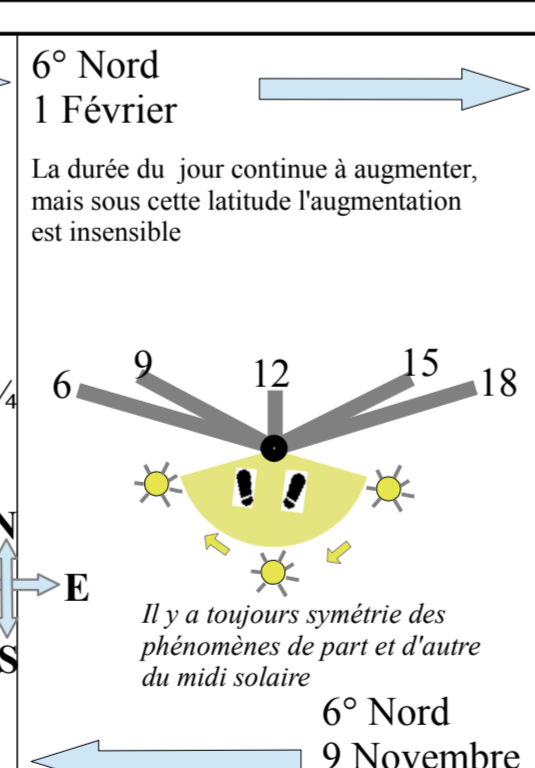 6° Nord
1 Février
La durée du  jour continue à augmenter,
mais sous cette latitude l'augmentation
est insensible
6 9 12 15 18
N
E
S
Il y a toujours symétrie des
phénomènes de part et d'autre
du midi solaire
6° Nord
9 Novembre